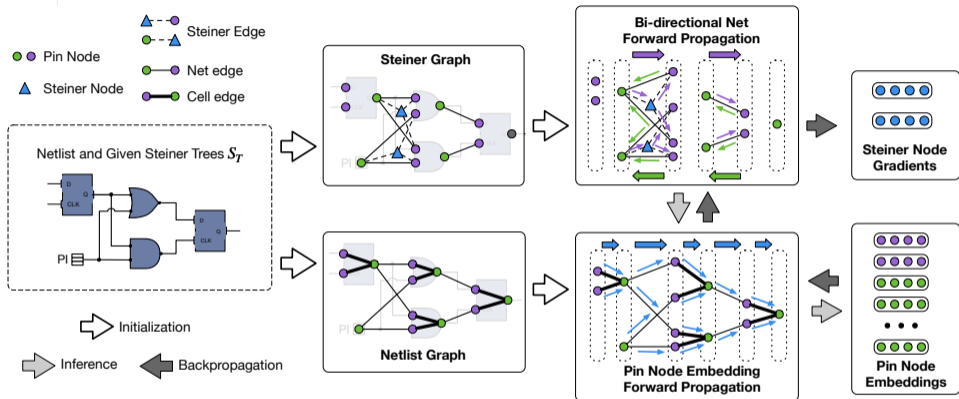 Steiner Edge
Pin Node
Net edge
Steiner Node
Cell edge
Netlist and Given Steiner Trees S_T
D
Q
CLK
D
Q
CLK
PI
Initialization
Inference
Backpropagation
Steiner Graph
PI
Netlist Graph
Bi-directional Net
Forward Propagation
Pin Node Embedding
Forward Propagation
Steiner Node
Gradients
Pin Node
Embeddings